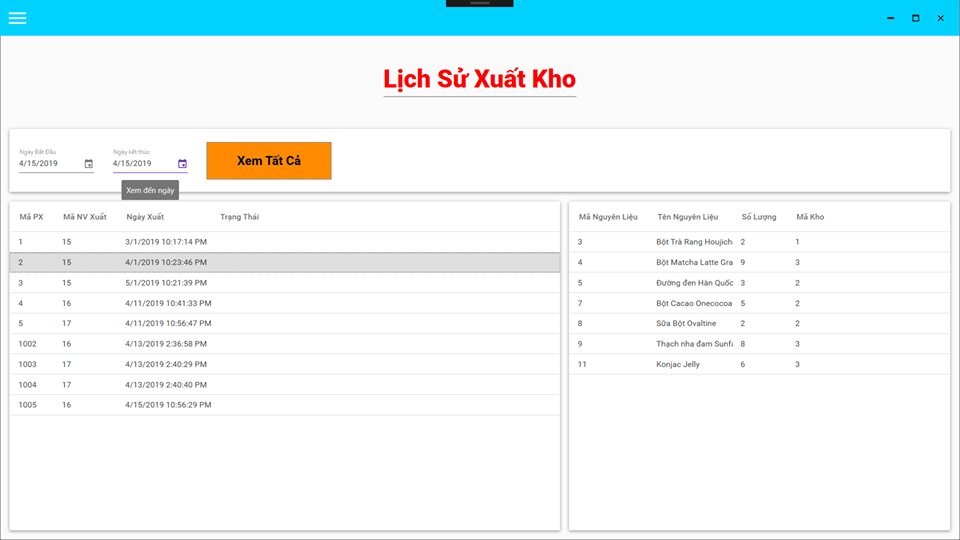 Lịch Sử Xuất Kho
Ngày Bắt Đầu Ngày kết thúc
4/15/2019 4/15/2019 Xem Tất Cả
Xem đến ngày
Mã PX Mã NV Xuất Ngày Xuất Trạng Thái
1 15 3/1/2019 10:17:14 PM
2 15 4/1/2019 10:23:46 PM
3 15 5/1/2019 10:21:39 PM
4 16 4/11/2019 10:41:33 PM
5 17 4/11/2019 10:56:47 PM
1002 16 4/13/2019 2:36:58 PM
1003 17 4/13/2019 2:40:29 PM
1004 17 4/13/2019 2:40:40 PM
1005 16 4/15/2019 10:56:29 PM
Mã Nguyên Liệu Tên Nguyên Liệu Số Lượng Mã Kho
3 Bột Trà Rang Houjicha 2 1
4 Bột Matcha Latte Gra 9 3
5 Đường đen Hàn Quốc 3 2
7 Bột Cacao Onecocoa 5 2
8 Sữa Bột Ovaltine 2 2
9 Thạch nha đam Sunfa 8 3
11 Konjac Jelly 6 3